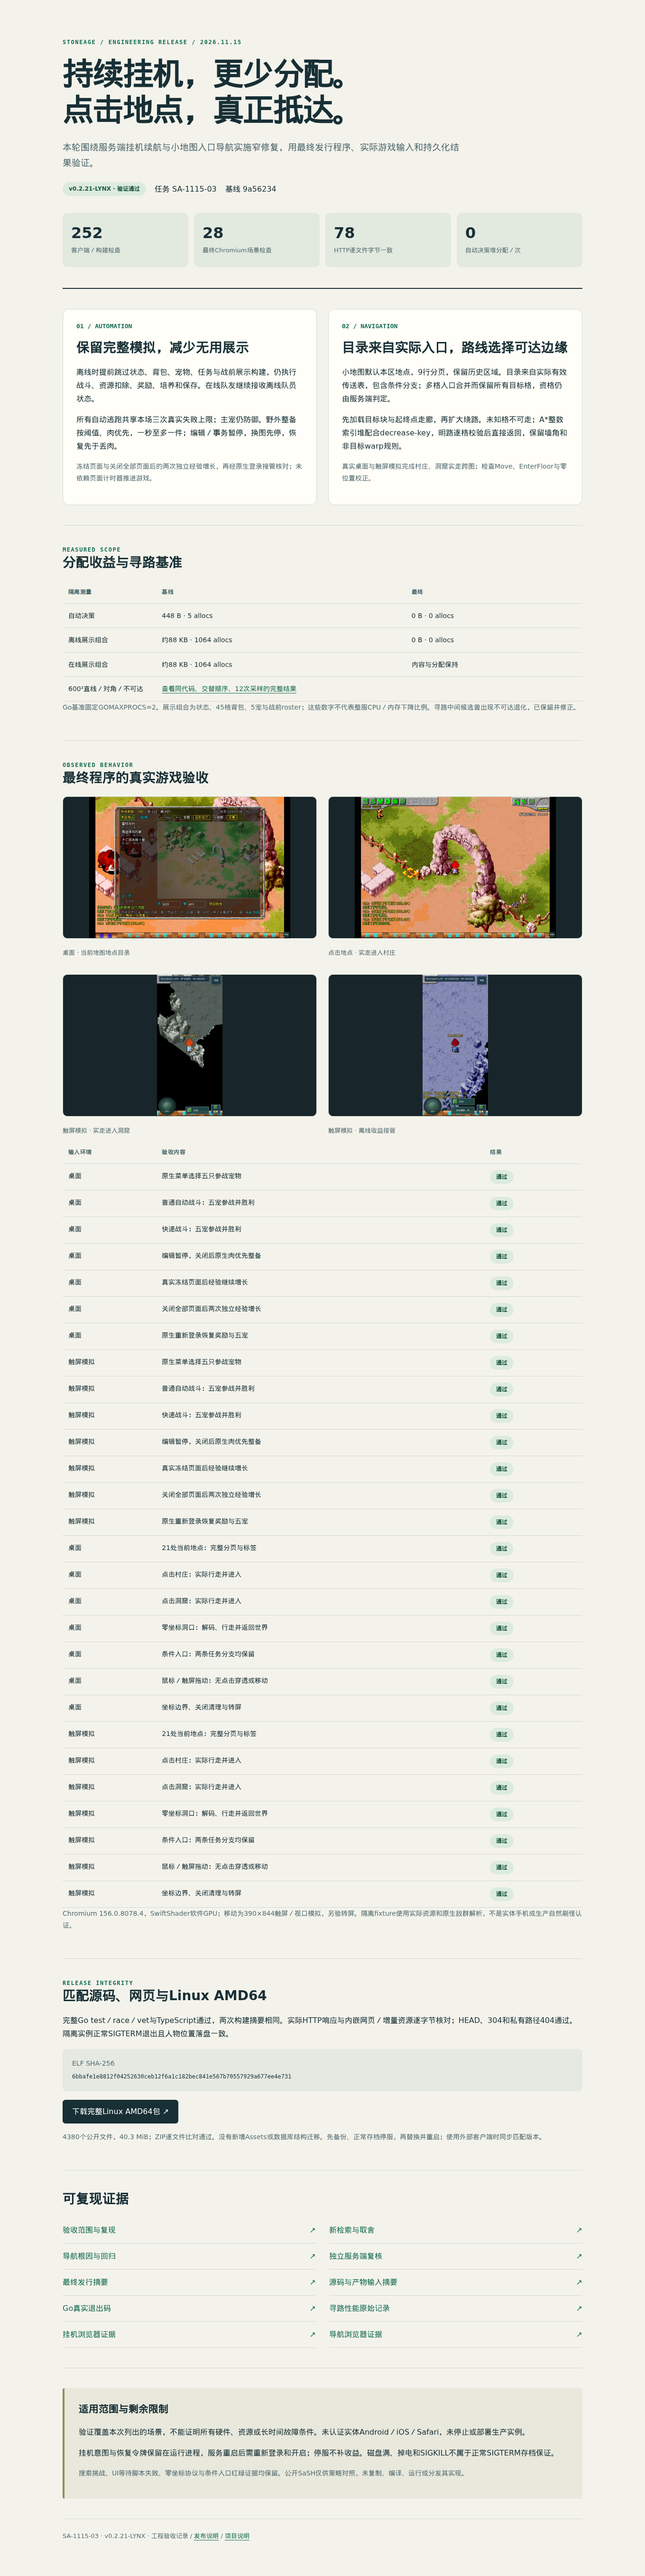 STONEAGE / ENGINEERING RELEASE / 2026.11.15
持续挂机，更少分配。
点击地点，真正抵达。
本轮围绕服务端挂机续航与小地图入口导航实施窄修复，用最终发行程序、实际游戏输入和持久化结
果验证。
v0.2.21-LYNX · 验证通过 任务 SA-1115-03 基线 9a56234
252 28 78 0
客户端 / 构建检查 最终Chromium场景检查 HTTP逐文件字节一致 自动决策堆分配 / 次
01 / AUTOMATION
保留完整模拟，减少无用展示
离线时提前跳过状态、背包、宠物、任务与战前展示构建，仍执行
战斗、资源扣除、奖励、培养和保存。在线队友继续接收离线队员
状态。
所有自动逃跑共享本场三次真实失败上限；主宠仍防御。野外整备
按阈值、肉优先，一秒至多一件；编辑 / 事务暂停，换图先停，恢
复先于丢肉。
冻结页面与关闭全部页面后的两次独立经验增长，再经原生登录接管核对；未
依赖页面计时器推进游戏。
02 / NAVIGATION
目录来自实际入口，路线选择可达边缘
小地图默认本区地点，9行分页，保留历史区域。目录来自实际有效
传送表，包含条件分支；多格入口合并而保留所有目标格，资格仍
由服务端判定。
先加载目标块与起终点走廊，再扩大绕路。未知格不可走；A*整数
索引堆配合decrease-key，明路逐格校验后直接返回，保留墙角和
非目标warp规则。
真实桌面与触屏模拟完成村庄、洞窟实走跨图；检查Move、EnterFloor与零
位置校正。
MEASURED SCOPE
分配收益与寻路基准
隔离测量 基线 最终
自动决策 448 B · 5 allocs 0 B · 0 allocs
离线展示组合 约88 KB · 1064 allocs 0 B · 0 allocs
在线展示组合 约88 KB · 1064 allocs 内容与分配保持
600²直线 / 对角 / 不可达 查看同代码、交替顺序、12次采样的完整结果
Go基准固定GOMAXPROCS=2。展示组合为状态、45格背包、5宠与战前roster；这些数字不代表整服CPU / 内存下降比例。寻路中间候选曾出现不可达退化，已保留并修正。
OBSERVED BEHAVIOR
最终程序的真实游戏验收
桌面 · 当前地图地点目录
点击地点 · 实走进入村庄
触屏模拟 · 实走进入洞窟
触屏模拟 · 离线收益接管
输入环境 验收内容 结果
桌面 原生菜单选择五只参战宠物 通过
桌面 普通自动战斗：五宠参战并胜利 通过
桌面 快速战斗：五宠参战并胜利 通过
桌面 编辑暂停，关闭后原生肉优先整备 通过
桌面 真实冻结页面后经验继续增长 通过
桌面 关闭全部页面后两次独立经验增长 通过
桌面 原生重新登录恢复奖励与五宠 通过
触屏模拟 原生菜单选择五只参战宠物 通过
触屏模拟 普通自动战斗：五宠参战并胜利 通过
触屏模拟 快速战斗：五宠参战并胜利 通过
触屏模拟 编辑暂停，关闭后原生肉优先整备 通过
触屏模拟 真实冻结页面后经验继续增长 通过
触屏模拟 关闭全部页面后两次独立经验增长 通过
触屏模拟 原生重新登录恢复奖励与五宠 通过
桌面 21处当前地点：完整分页与标签 通过
桌面 点击村庄：实际行走并进入 通过
桌面 点击洞窟：实际行走并进入 通过
桌面 零坐标洞口：解码、行走并返回世界 通过
桌面 条件入口：两条任务分支均保留 通过
桌面 鼠标 / 触屏拖动：无点击穿透或移动 通过
桌面 坐标边界、关闭清理与转屏 通过
触屏模拟 21处当前地点：完整分页与标签 通过
触屏模拟 点击村庄：实际行走并进入 通过
触屏模拟 点击洞窟：实际行走并进入 通过
触屏模拟 零坐标洞口：解码、行走并返回世界 通过
触屏模拟 条件入口：两条任务分支均保留 通过
触屏模拟 鼠标 / 触屏拖动：无点击穿透或移动 通过
触屏模拟 坐标边界、关闭清理与转屏 通过
Chromium 156.0.8078.4，SwiftShader软件GPU；移动为390×844触屏 / 视口模拟，另验转屏。隔离fixture使用实际资源和原生敌群解析，不是实体手机或生产自然刷怪认
证。
RELEASE INTEGRITY
匹配源码、网页与Linux AMD64
完整Go test / race / vet与TypeScript通过，两次构建摘要相同。实际HTTP响应与内嵌网页 / 增量资源逐字节核对；HEAD、304和私有路径404通过。
隔离实例正常SIGTERM退出且人物位置落盘一致。
ELF SHA-256
6bbafe1e8812f04252630ceb12f6a1c182bec841e567b70557929a677ee4e731
下载完整Linux AMD64包 ↗
4380个公开文件，40.3 MiB；ZIP逐文件比对通过。没有新增Assets或数据库结构迁移。先备份、正常存档停服，再替换并重启；使用外部客户端时同步匹配版本。
可复现证据
验收范围与复现 ↗ 新检索与取舍 ↗
导航根因与回归 ↗ 独立服务端复核 ↗
最终发行摘要 ↗ 源码与产物输入摘要 ↗
Go真实退出码 ↗ 寻路性能原始记录 ↗
挂机浏览器证据 ↗ 导航浏览器证据 ↗
适用范围与剩余限制
验证覆盖本次列出的场景，不能证明所有硬件、资源或长时间故障条件。未认证实体Android / iOS / Safari，未停止或部署生产实例。
挂机意图与恢复令牌保留在运行进程，服务重启后需重新登录和开启；停服不补收益。磁盘满、掉电和SIGKILL不属于正常SIGTERM存档保证。
搜索挑战、UI等待脚本失败、零坐标协议与条件入口红绿证据均保留。公开SaSH仅供策略对照，未复制、编译、运行或分发其实现。
SA-1115-03 · v0.2.21-LYNX · 工程验收记录 / 发布说明 / 项目说明